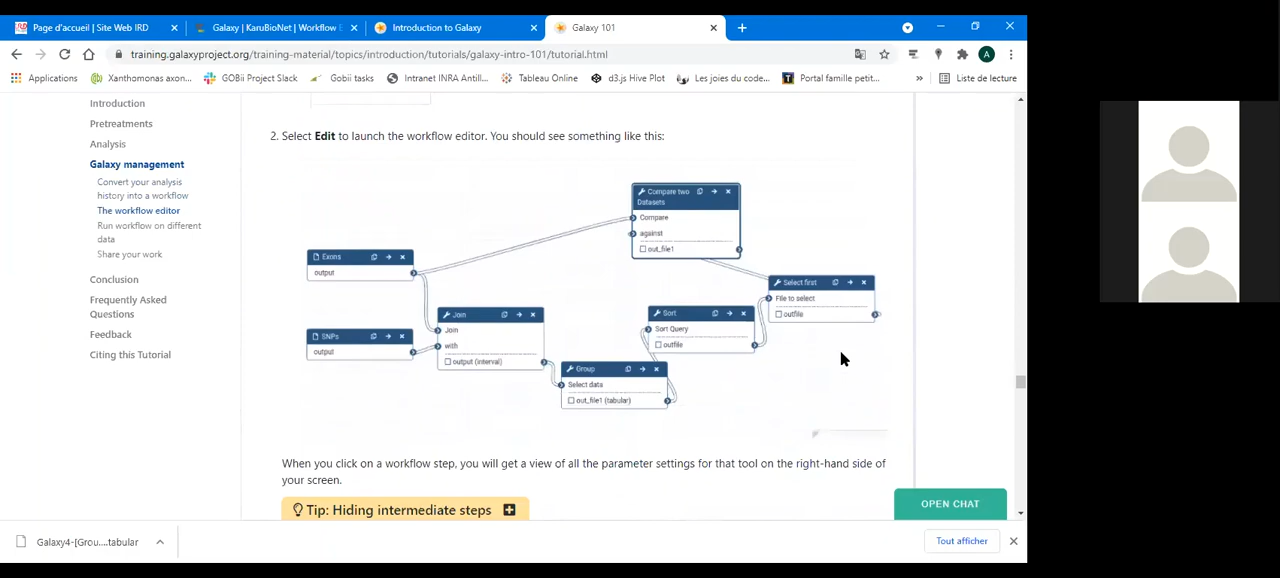 Page d'accueil | Site Web IRD
Galaxy | KaruBioNet | Workflow E
Introduction to Galaxy
Galaxy 101
training.galaxyproject.org/training-material/topics/introduction/tutorials/galaxy-intro-101/tutorial.html
A
Applications
Xanthomonas axon...
GOBii Project Slack
Gobii tasks
Intranet INRA Antill...
Tableau Online
d3.js Hive Plot
Les joies du code...
Portal famille petit...
»
Liste de lecture
Introduction
Pretreatments
Analysis
Galaxy management
Convert your analysis
history into a workflow
The workflow editor
Run workflow on different
data
Share your work
Conclusion
Frequently Asked
Questions
Feedback
Citing this Tutorial
2. Select Edit to launch the workflow editor. You should see something like this:
Compare two
Datasets
Compare
against
out_file1
Exons
output
Select first
File to select
outfile
Join
Join
with
output (interval)
Sort
Sort Query
outfile
SNPs
output
Group
Select data
out_file1 (tabular)
When you click on a workflow step, you will get a view of all the parameter settings for that tool on the right-hand side of
your screen.
Tip: Hiding intermediate steps
OPEN CHAT
Galaxy4-[Grou....tabular
Tout afficher